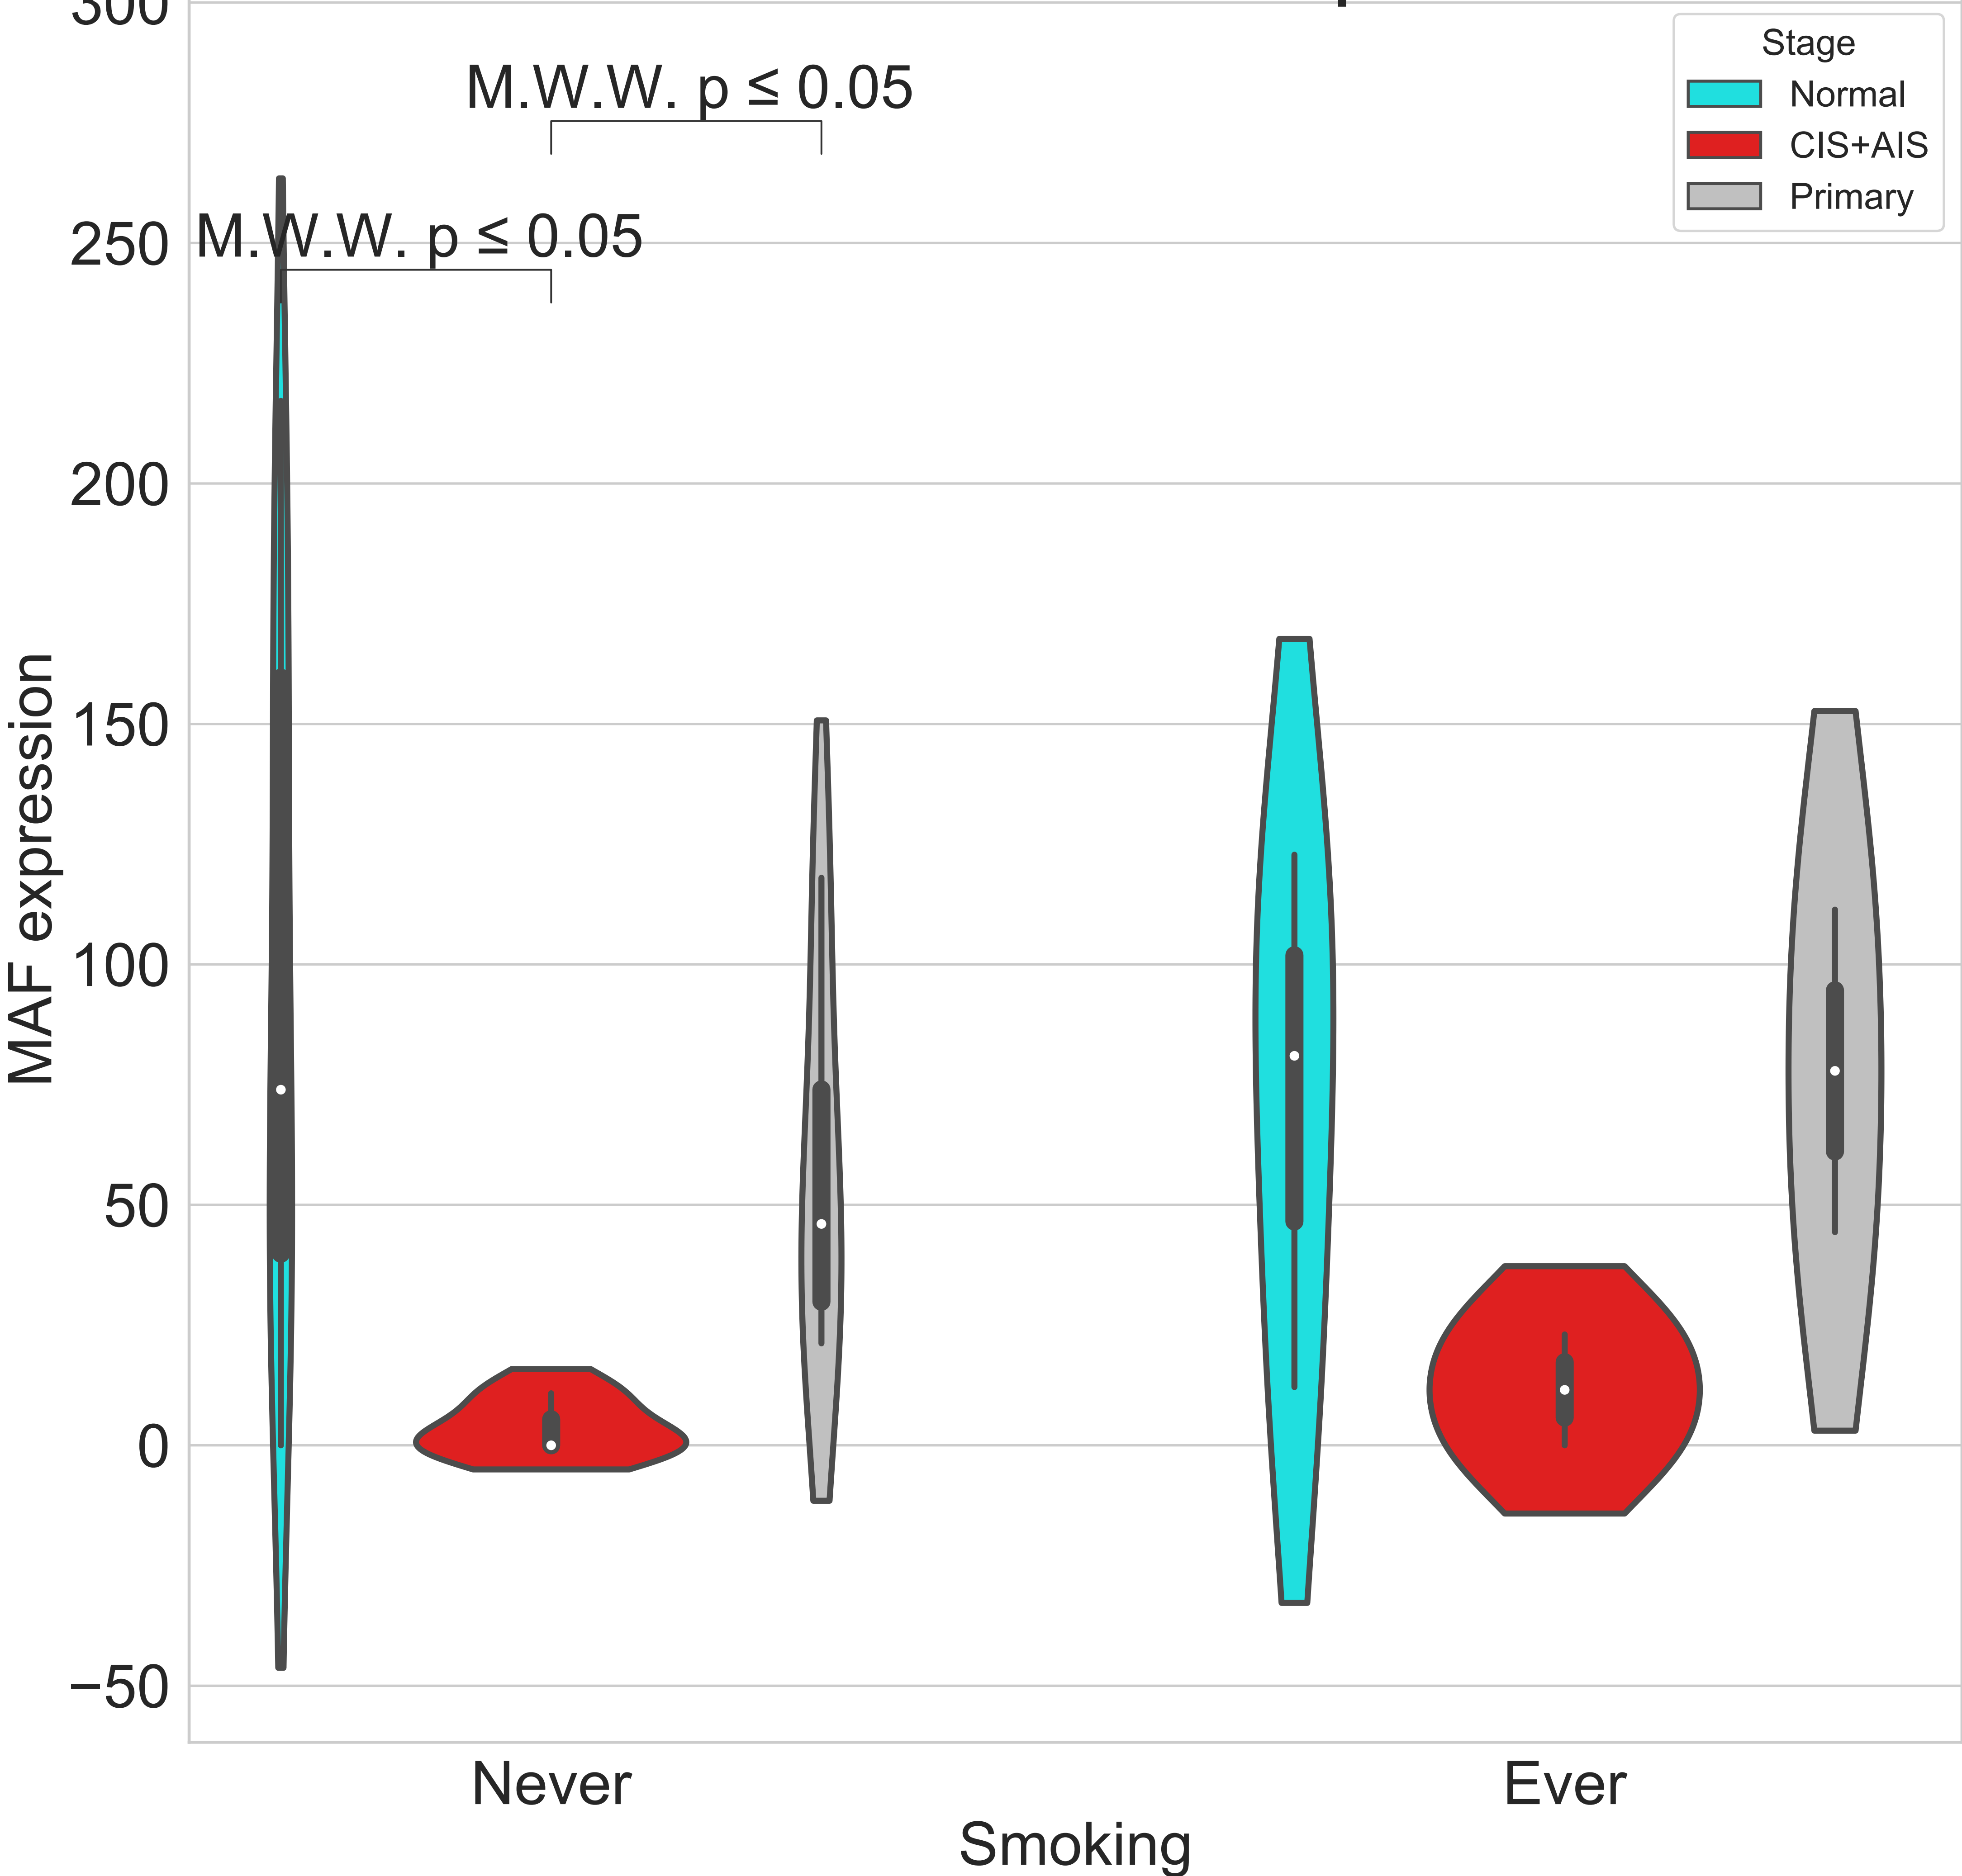 300
M.W.W. p ≤ 0.05
M.W.W. p ≤ 0.05
250
200
150
100
50
0
−50
MAF expression
Never
Ever
Smoking
Stage
Normal
CIS+AIS
Primary